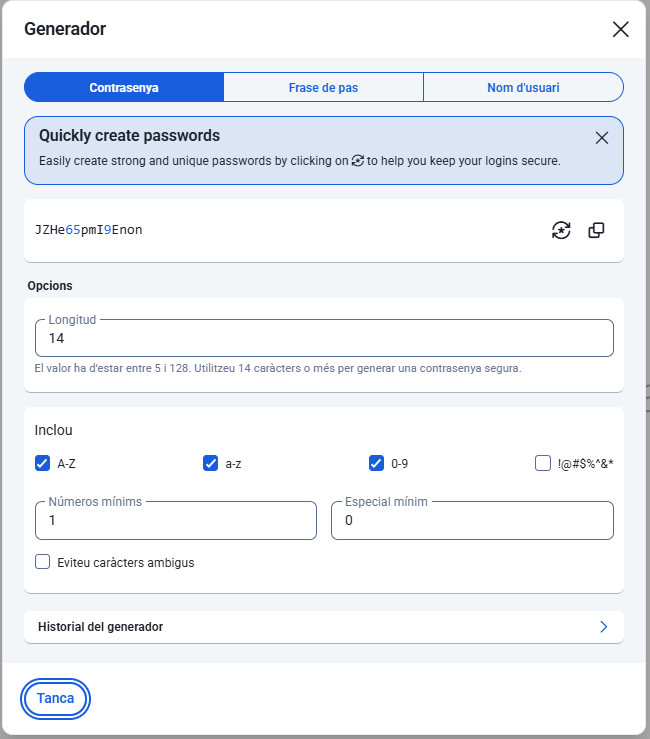 Generador
Contrasenya
Frase de pas
Nom d'usuari
Quickly create passwords
Easily create strong and unique passwords by clicking on to help you keep your logins secure.
JZHe65pmI9Enon
Opcions
Longitud
14
El valor ha d'estar entre 5 i 128. Utilitzeu 14 caràcters o més per generar una contrasenya segura.
Inclou
A-Z
a-z
0-9
!@#$%^&*
Números mínims
1
Especial mínim
0
Eviteu caràcters ambigus
Historial del generador
Tanca